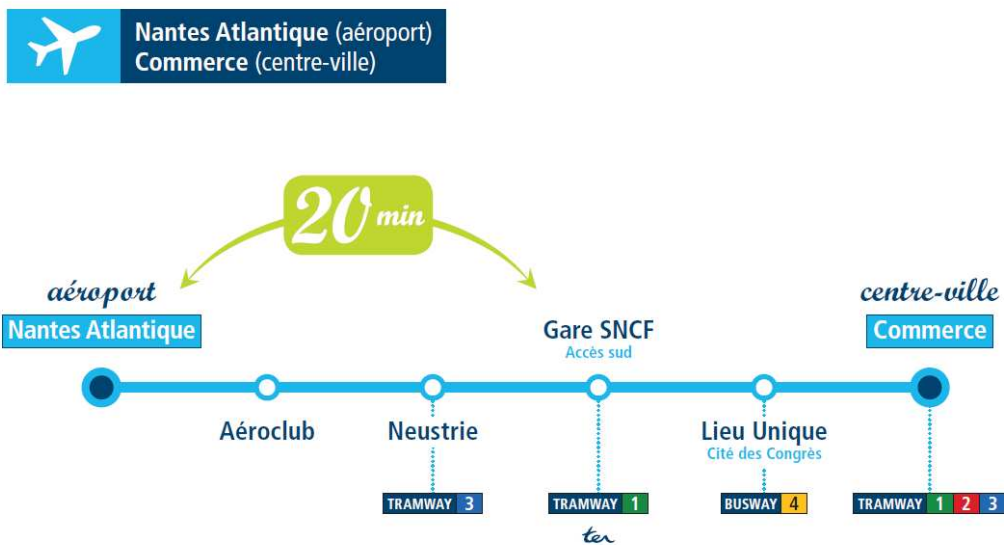 Nantes Atlantique (aéroport)
Commerce (centre-ville)
20 min
aéroport
Nantes Atlantique
Gare SNCF
Accès sud
centre-ville
Commerce
Aéroclub
Neustrie
Lieu Unique
Cité des Congrès
TRAMWAY 3
TRAMWAY 1
BUSWAY 4
TRAMWAY 1 2 3
ter